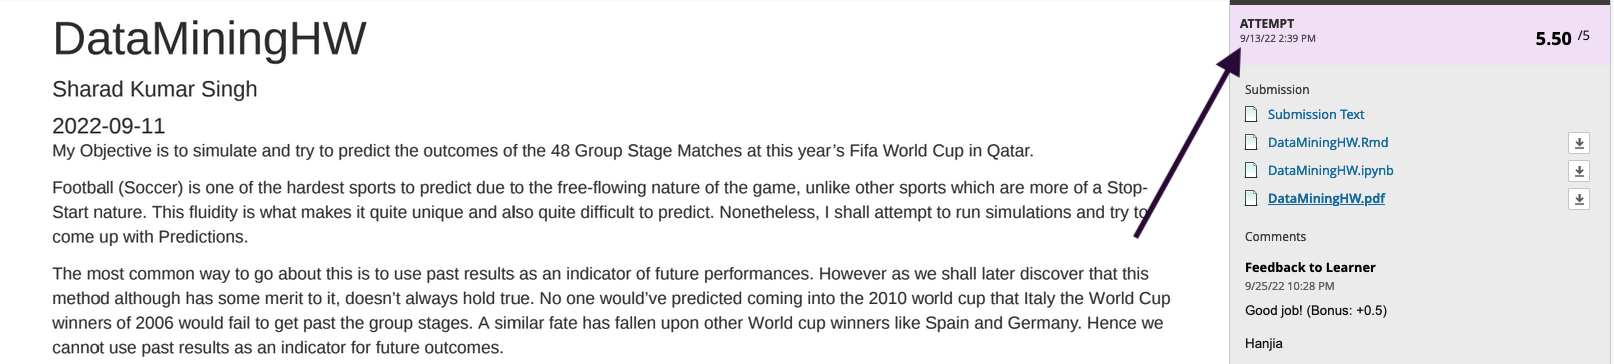 DataMiningHW
Sharad Kumar Singh
2022-09-11
My Objective is to simulate and try to predict the outcomes of the 48 Group Stage Matches at this year’s Fifa World Cup in Qatar.
Football (Soccer) is one of the hardest sports to predict due to the free-flowing nature of the game, unlike other sports which are more of a Stop-
Start nature. This fluidity is what makes it quite unique and also quite difficult to predict. Nonetheless, I shall attempt to run simulations and try to
come up with Predictions.
The most common way to go about this is to use past results as an indicator of future performances. However as we shall later discover that this
method although has some merit to it, doesn’t always hold true. No one would’ve predicted coming into the 2010 world cup that Italy the World Cup
winners of 2006 would fail to get past the group stages. A similar fate has fallen upon other World cup winners like Spain and Germany. Hence we
cannot use past results as an indicator for future outcomes.
ATTEMPT
9/13/22 2:39 PM
5.50 /5
Submission
Submission Text
DataMiningHW.Rmd
DataMiningHW.ipynb
DataMiningHW.pdf
Comments
Feedback to Learner
9/25/22 10:28 PM
Good job! (Bonus: +0.5)
Hanjia